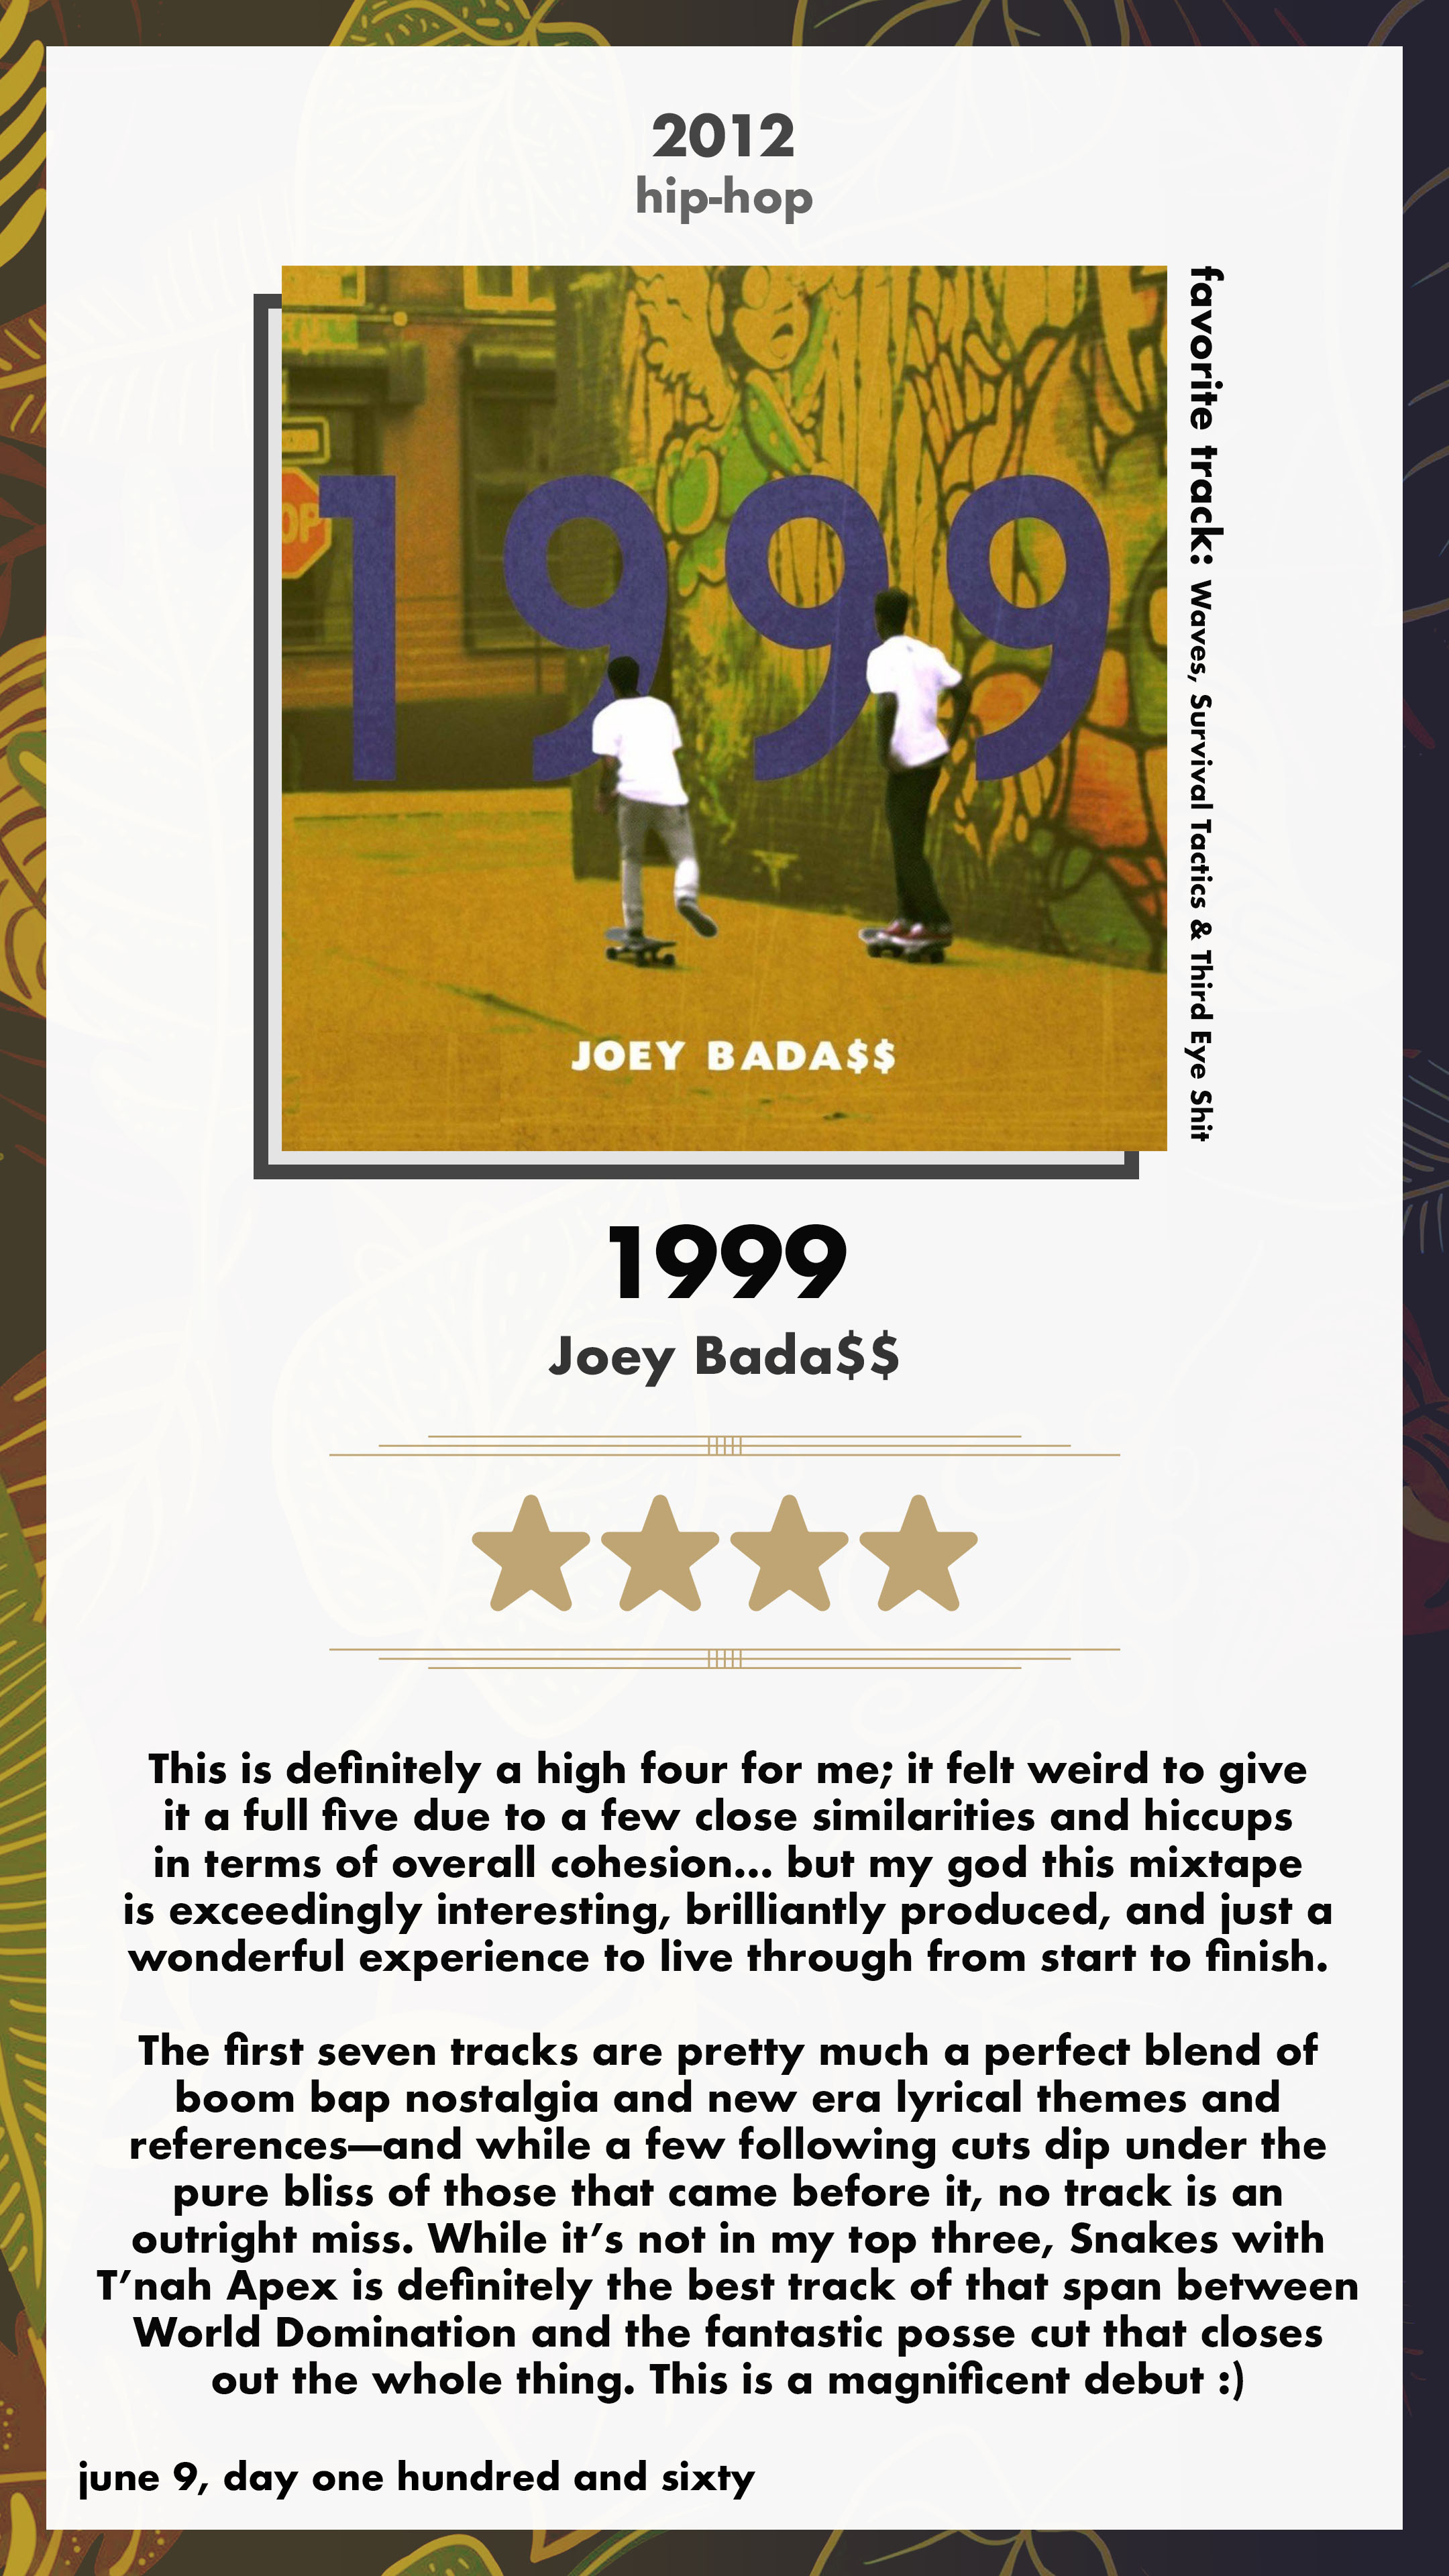 2012
hip-hop
OP
1999
JOEY BADA$$
favorite track: Waves, Survival Tactics & Third Eye Shit
1999
Joey Bada$$
This is definitely a high four for me; it felt weird to give
it a full five due to a few close similarities and hiccups
in terms of overall cohesion... but my god this mixtape
is exceedingly interesting, brilliantly produced, and just a
wonderful experience to live through from start to finish.
The first seven tracks are pretty much a perfect blend of
boom bap nostalgia and new era lyrical themes and
references—and while a few following cuts dip under the
pure bliss of those that came before it, no track is an
outright miss. While it’s not in my top three, Snakes with
T’nah Apex is definitely the best track of that span between
World Domination and the fantastic posse cut that closes
out the whole thing. This is a magnificent debut :)
june 9, day one hundred and sixty